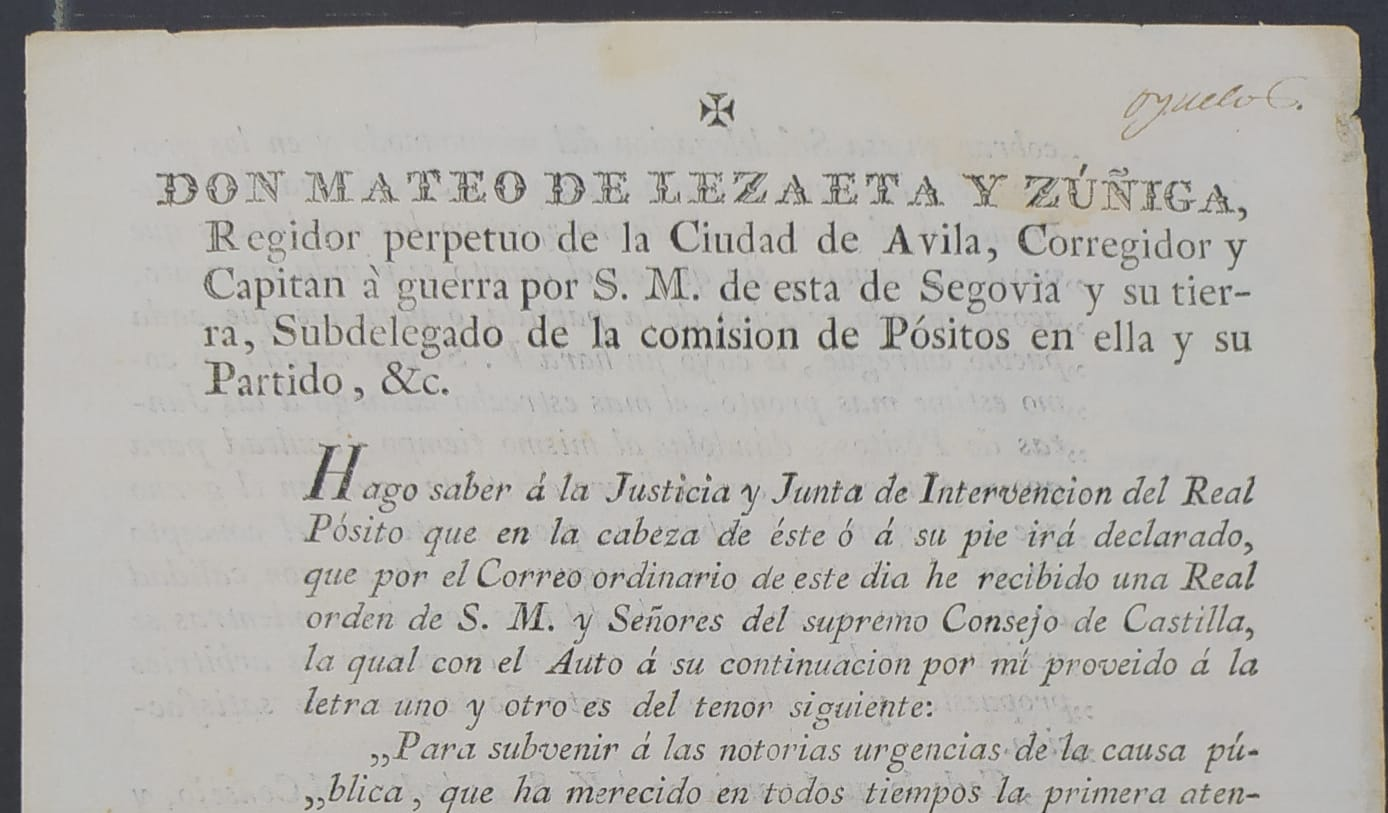 ✠
oyuelos.
DON MATEO DE LEZAETA Y ZÚÑIGA,
Regidor perpetuo de la Ciudad de Avila, Corregidor y
Capitan à guerra por S. M. de esta de Segovia y su tier-
ra, Subdelegado de la comision de Pósitos en ella y su
Partido, &c.
Hago saber á la Justicia y Junta de Intervencion del Real
Pósito que en la cabeza de éste ó á su pie irá declarado,
que por el Correo ordinario de este dia he recibido una Real
orden de S. M. y Señores del supremo Consejo de Castilla,
la qual con el Auto á su continuacion por mí proveido á la
letra uno y otro es del tenor siguiente:
„Para subvenir á las notorias urgencias de la causa pú-
„blica, que ha merecido en todos tiempos la primera aten-